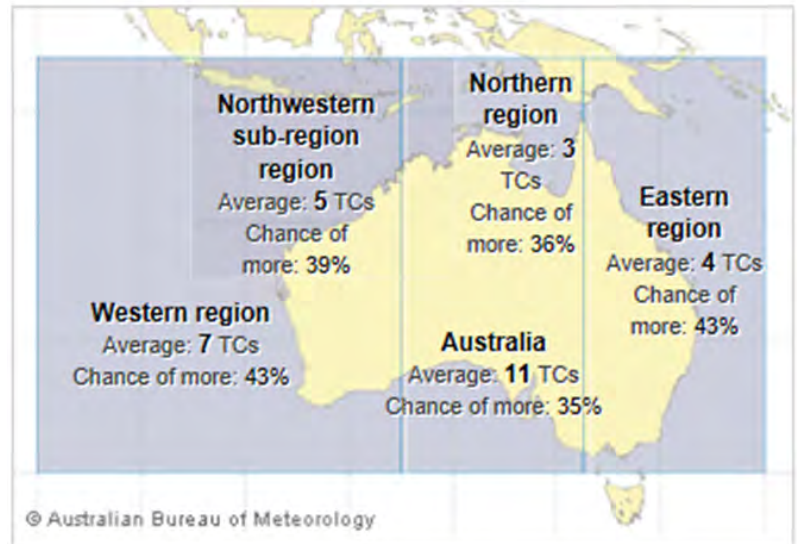 Northwestern
sub-region
region
Average: 5 TCs
Chance of
more: 39%
Northern
region
Average: 3
TCs
Chance of
more: 36%
Eastern
region
Average: 4 TCs
Chance of
more: 43%
Western region
Average: 7 TCs
Chance of more: 43%
Australia
Average: 11 TCs
Chance of more: 35%
© Australian Bureau of Meteorology